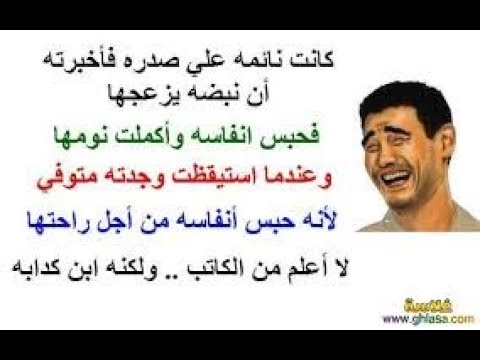 كانت نائمه علي صدره فأخبرته
أن نبضه يزعجها
فحبس انفاسه وأكملت نومها
وعندما استيقظت وجدته متوفي
لأنه حبس أنفاسه من أجل راحتها
لا أعلم من الكاتب .. ولكنه ابن كدابه
غلاسة
www.ghlasa.com